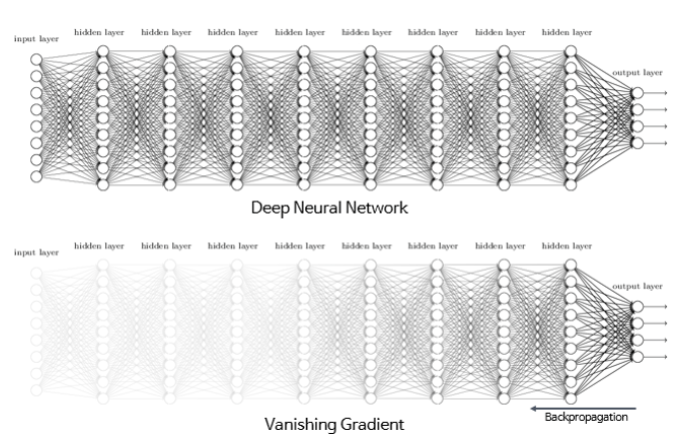 input layer
hidden layer hidden layer hidden layer hidden layer hidden layer hidden layer hidden layer hidden layer
output layer
Deep Neural Network
hidden layer hidden layer hidden layer hidden layer hidden layer hidden layer hidden layer hidden layer
input layer
output layer
Backpropagation
Vanishing Gradient